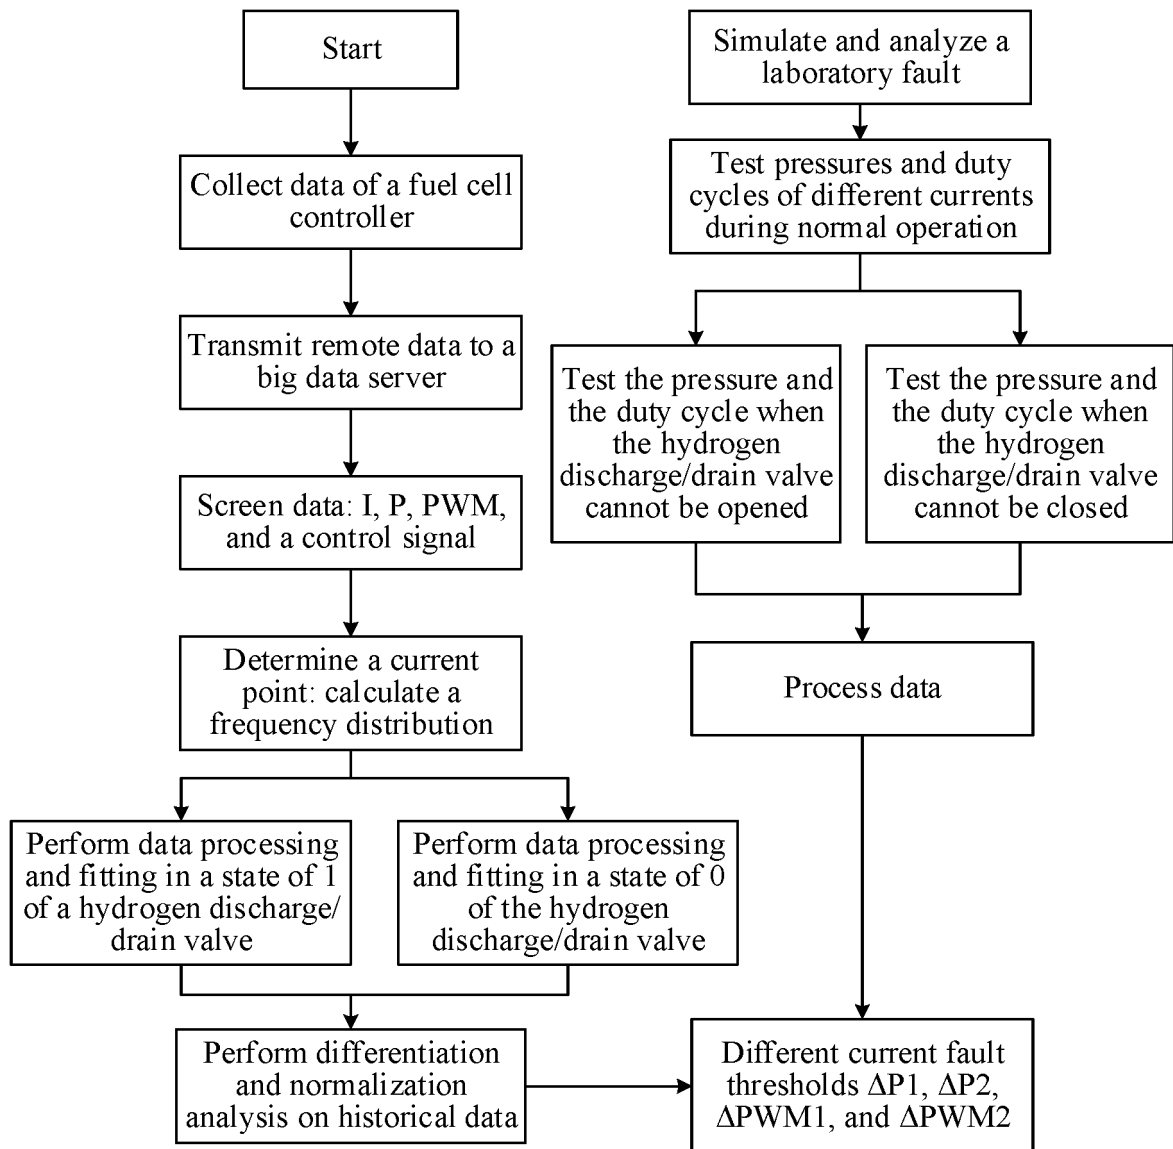 Start
Collect data of a fuel cell
controller
Transmit remote data to a
big data server
Screen data: I, P, PWM,
and a control signal
Determine a current
point: calculate a
frequency distribution
Perform data processing
and fitting in a state of 1
of a hydrogen discharge/
drain valve
Perform data processing
and fitting in a state of 0
of the hydrogen
discharge/drain valve
Perform differentiation
and normalization
analysis on historical data
Simulate and analyze a
laboratory fault
Test pressures and duty
cycles of different currents
during normal operation
Test the pressure and
the duty cycle when
the hydrogen
discharge/drain valve
cannot be opened
Test the pressure and
the duty cycle when
the hydrogen
discharge/drain valve
cannot be closed
Process data
Different current fault
thresholds ΔP1, ΔP2,
ΔPWM1, and ΔPWM2